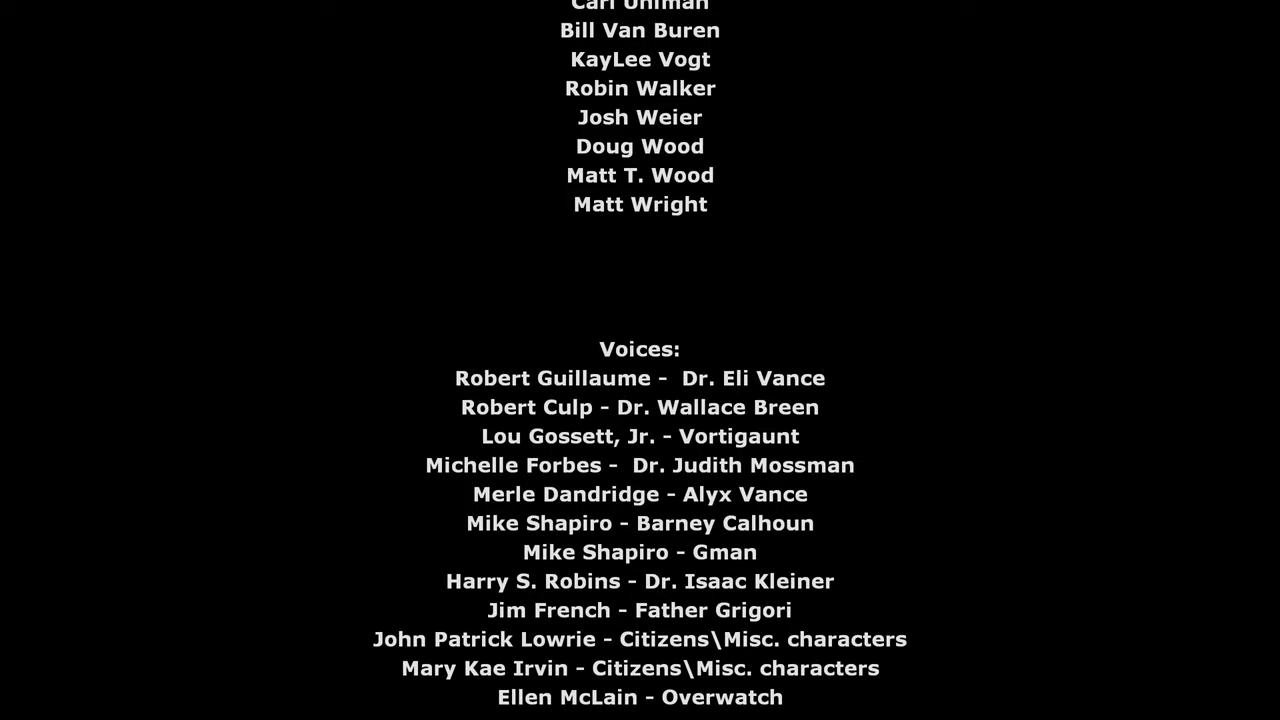 Carl Uhlman
Bill Van Buren
KayLee Vogt
Robin Walker
Josh Weier
Doug Wood
Matt T. Wood
Matt Wright
Voices:
Robert Guillaume -  Dr. Eli Vance
Robert Culp - Dr. Wallace Breen
Lou Gossett, Jr. - Vortigaunt
Michelle Forbes -  Dr. Judith Mossman
Merle Dandridge - Alyx Vance
Mike Shapiro - Barney Calhoun
Mike Shapiro - Gman
Harry S. Robins - Dr. Isaac Kleiner
Jim French - Father Grigori
John Patrick Lowrie - Citizens\Misc. characters
Mary Kae Irvin - Citizens\Misc. characters
Ellen McLain - Overwatch